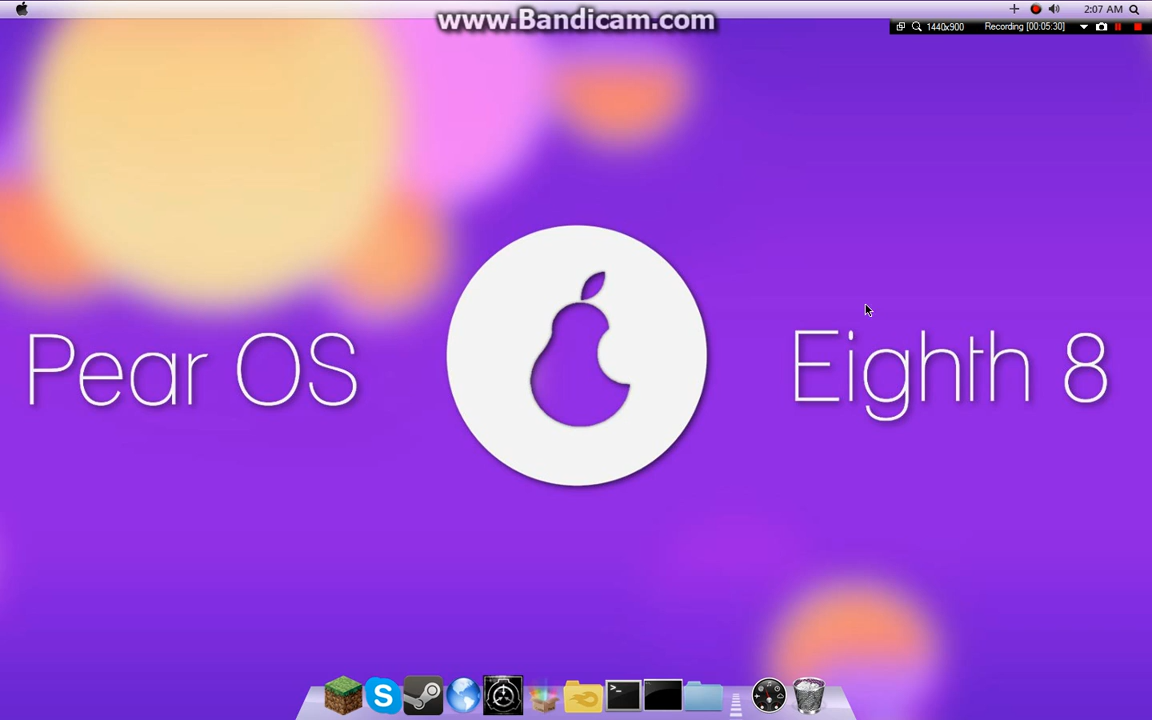 www.Bandicam.com
2:07 AM
1440x900 Recording [00:05:30]
Pear OS
Eighth 8
>_